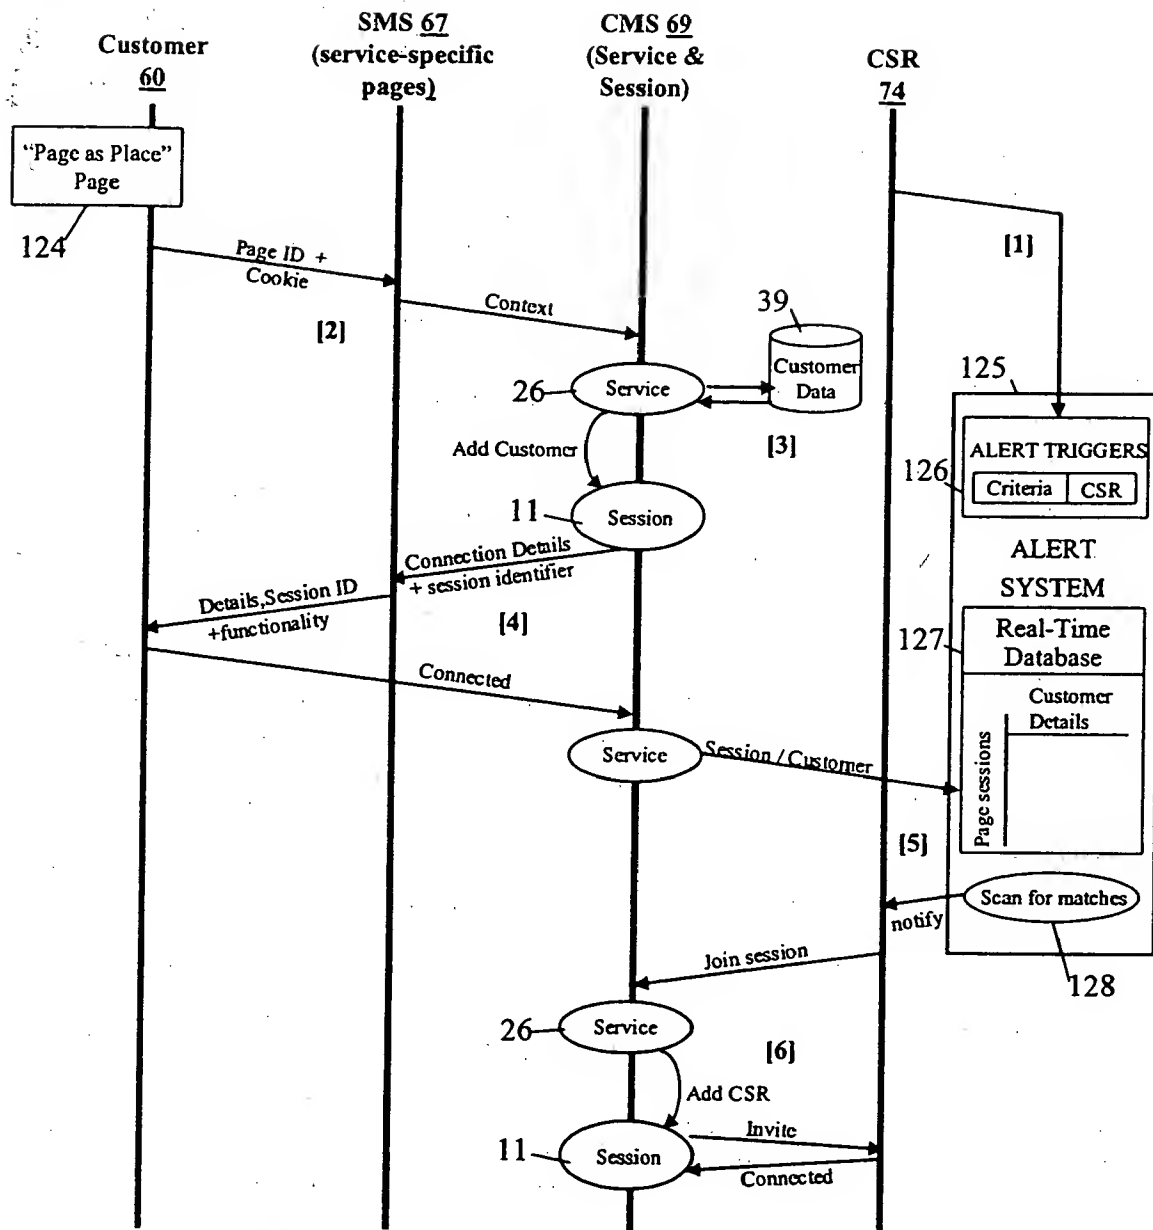 Customer
60
SMS 67
(service-specific
pages)
CMS 69
(Service &
Session)
CSR
74
"Page as Place"
Page
124
Page ID +
Cookie
[1]
Context
[2]
39
Customer
Data
26
Service
[3]
125
Add Customer
ALERT TRIGGERS
126
Criteria
CSR
11
Session
ALERT
SYSTEM
Connection Details
+ session identifier
Details,Session ID
+functionality
[4]
127
Real-Time
Database
Connected
Customer
Details
Page sessions
Service
Session / Customer
[5]
Scan for matches
notify
128
Join session
26
Service
[6]
Add CSR
Invite
11
Session
Connected